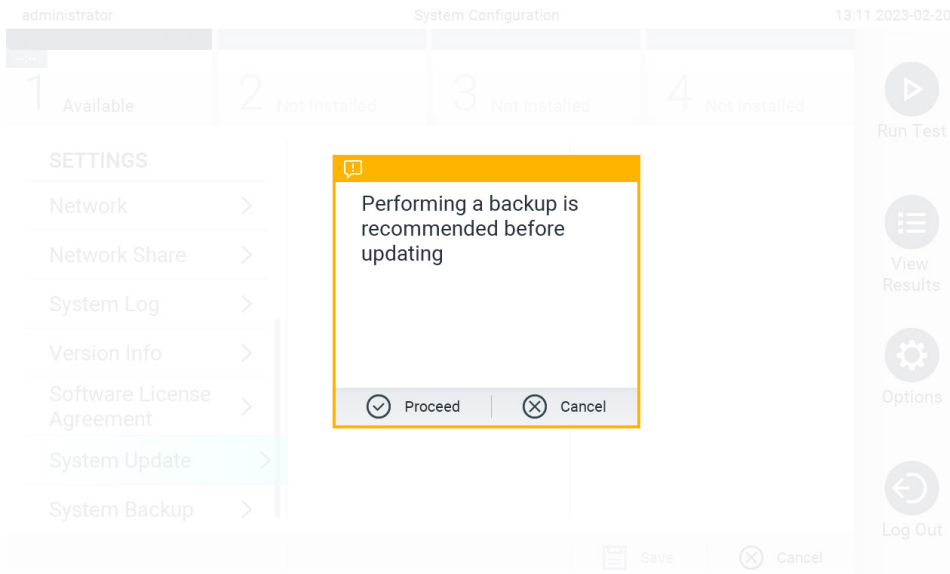 administrator
System Configuration
13:11 2023-02-20
1
Available
2
Not installed
3
Not installed
4
Not installed
Run Test
SETTINGS
Network
Network Share
System Log
Version Info
Software License
Agreement
System Update
System Backup
Performing a backup is
recommended before
updating
Proceed
Cancel
View
Results
Options
Log Out
Save
Cancel